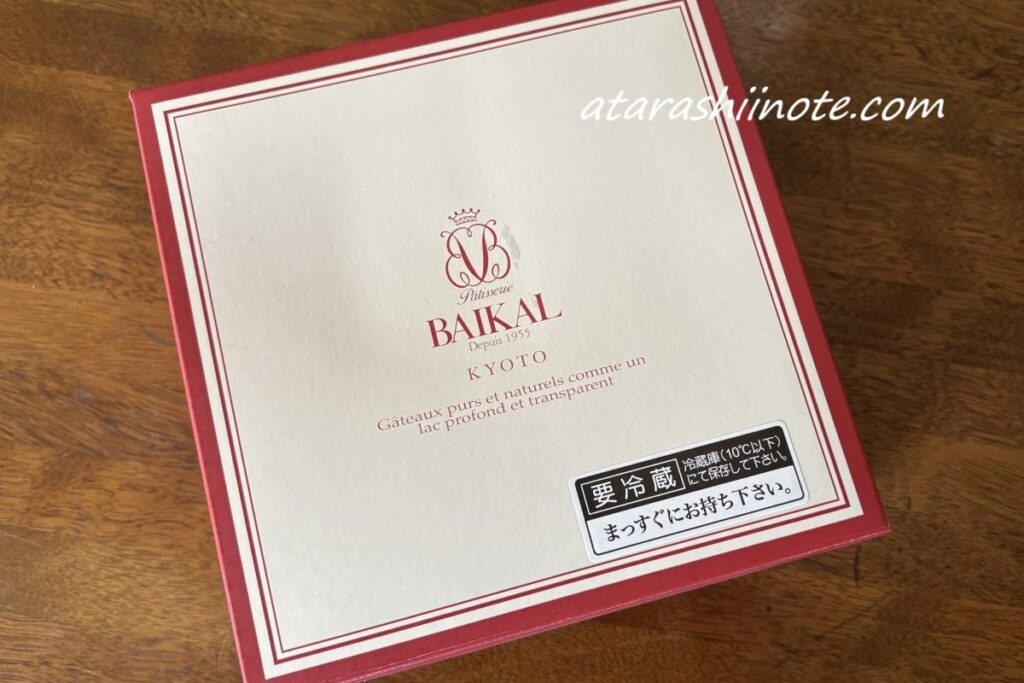 atarashiinote.com
Pâtisserie
BAIKAL
Depuis 1955
KYOTO
Gâteaux purs et naturels comme un
lac profond et transparent
要冷蔵
冷蔵庫(10℃以下)
にて保存して下さい。
まっすぐにお持ち下さい。